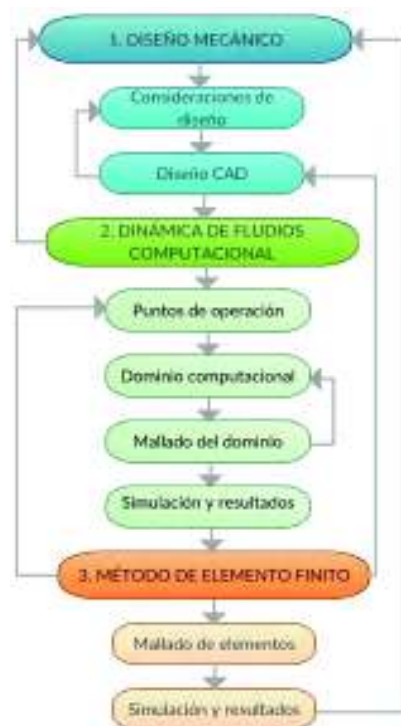 1. DISEÑO MECÁNICO
Consideraciones de
diseño
Diseño CAD
2. DINÁMICA DE FLUDIOS
COMPUTACIONAL
Puntos de operación
Dominio computacional
Mallado del dominio
Simulación y resultados
3. MÉTODO DE ELEMENTO FINITO
Mallado de elementos
Simulación y resultados